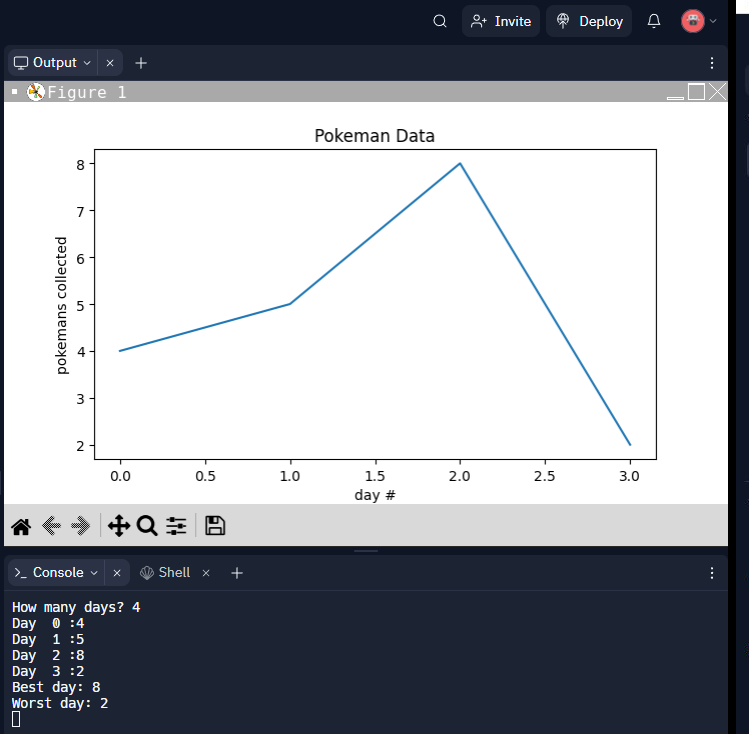 Invite
Deploy
Output
Figure 1
Pokeman Data
pokemans collected
8
7
6
5
4
3
2
0.0 0.5 1.0 1.5 2.0 2.5 3.0
day #
Console
Shell
How many days? 4
Day  0 :4
Day  1 :5
Day  2 :8
Day  3 :2
Best day: 8
Worst day: 2